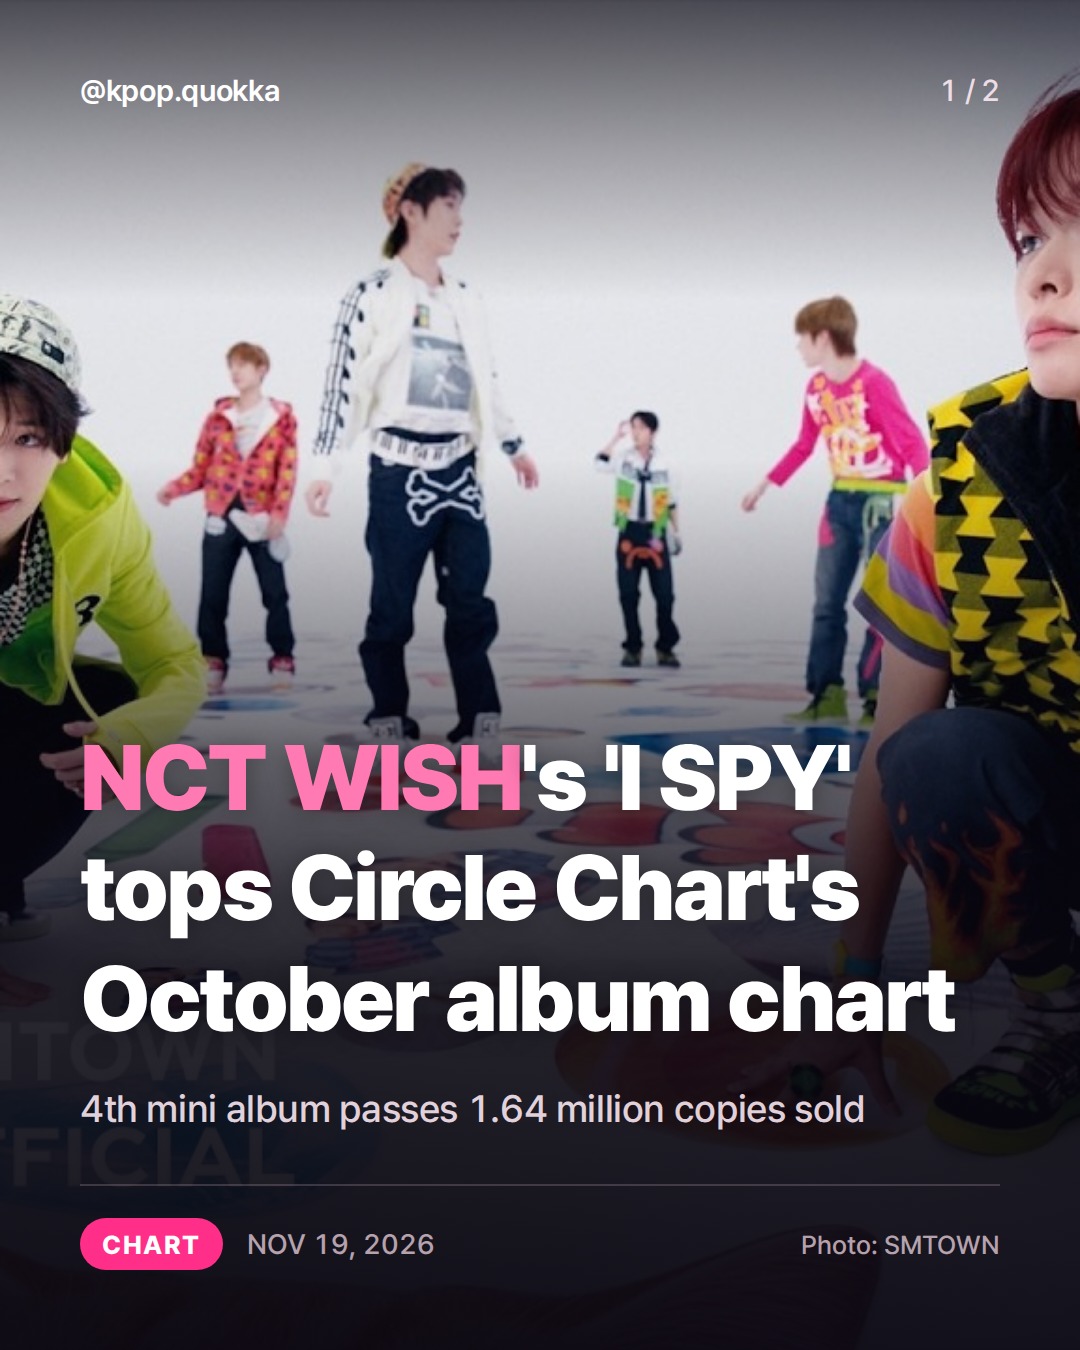 @kpop.quokka
1 / 2
NCT WISH's 'I SPY'
tops Circle Chart's
October album chart
4th mini album passes 1.64 million copies sold
CHART
NOV 19, 2026
Photo: SMTOWN